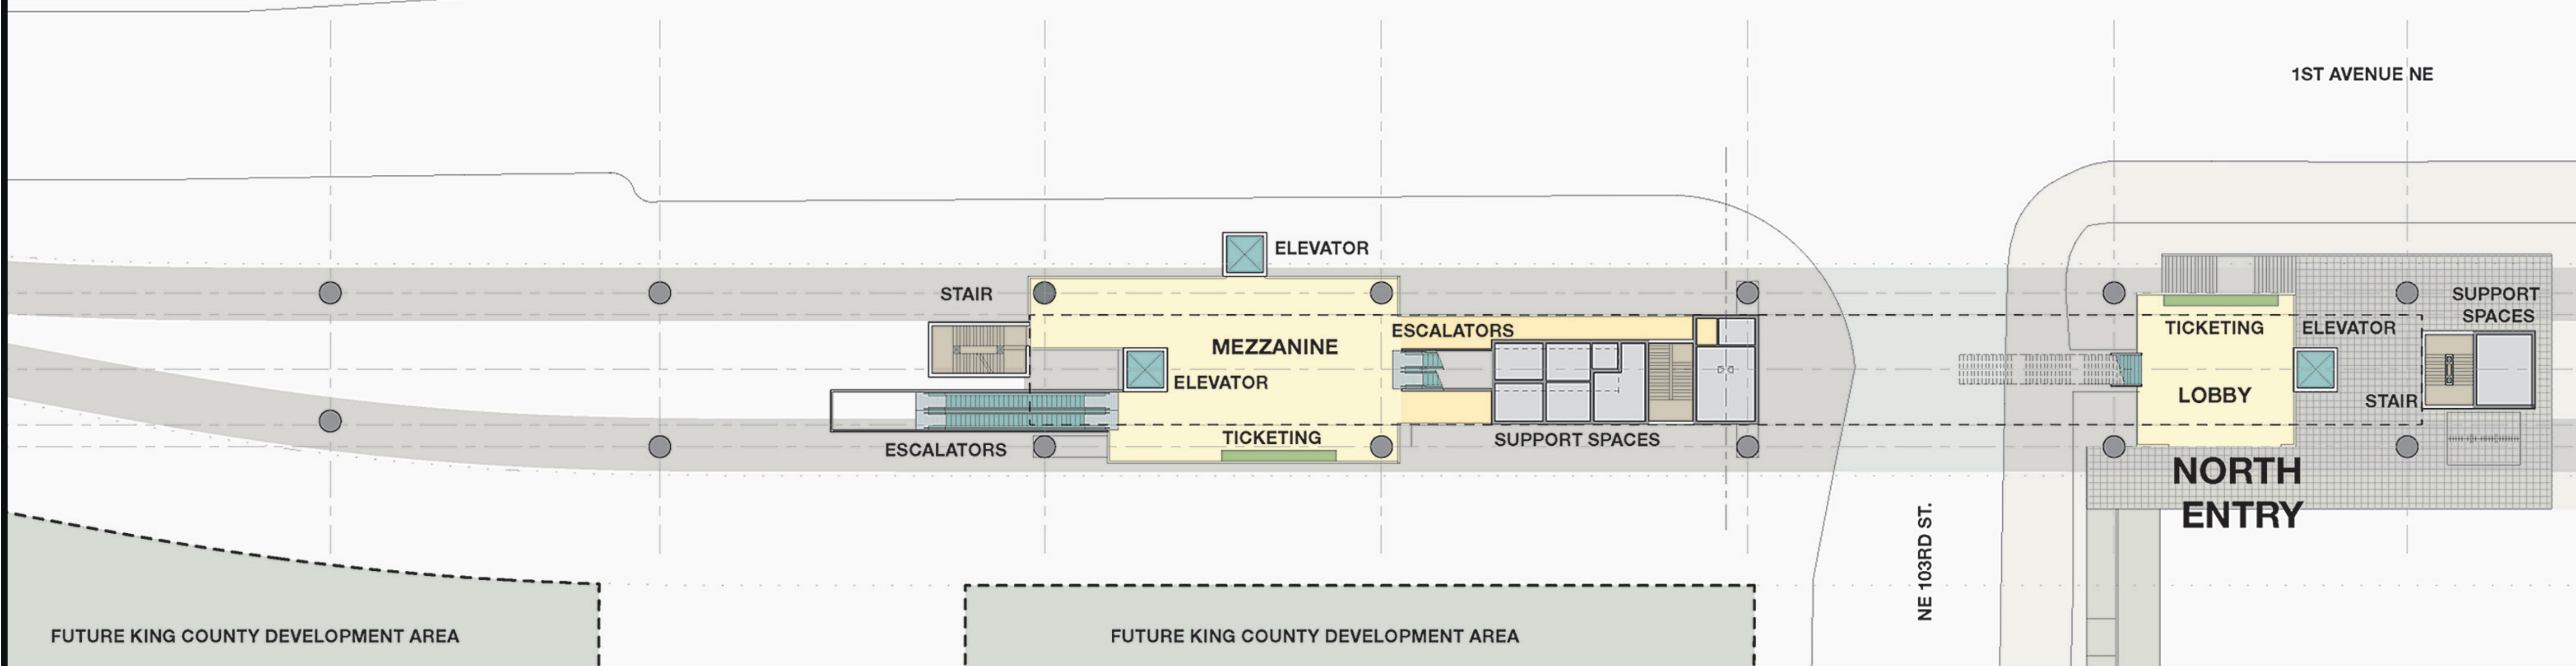 1ST AVENUE NE
ELEVATOR
STAIR
MEZZANINE
ELEVATOR
ESCALATORS
TICKETING
ESCALATORS
SUPPORT SPACES
TICKETING
LOBBY
ELEVATOR
SUPPORT
SPACES
STAIR
NORTH
ENTRY
NE 103RD ST.
FUTURE KING COUNTY DEVELOPMENT AREA
FUTURE KING COUNTY DEVELOPMENT AREA